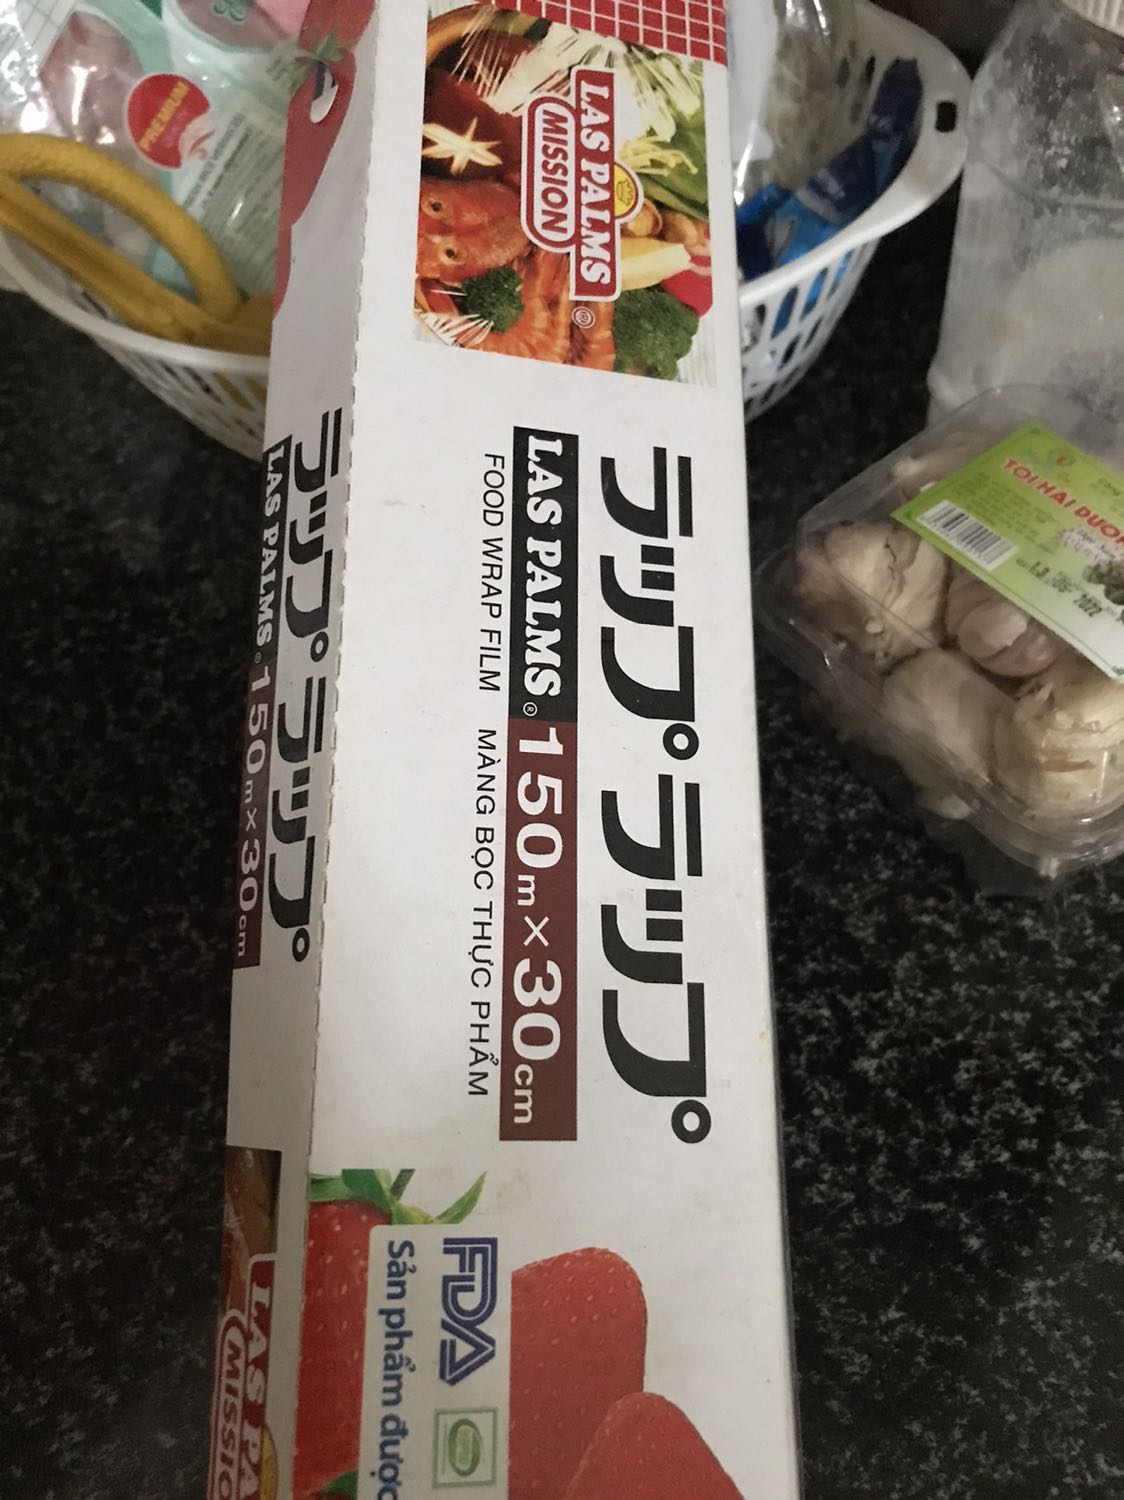 PREMIUM
LAS PALMS
MISSION
®
ラップラップ
LAS PALMS® 150m×30cm
FOOD WRAP FILM MÀNG BỌC THỰC PHẨM
FDA
Sản phẩm được
ラップラップ
LAS PALMS® 150m×30cm
LAS PA
MISSIO
TOI HAI DUO